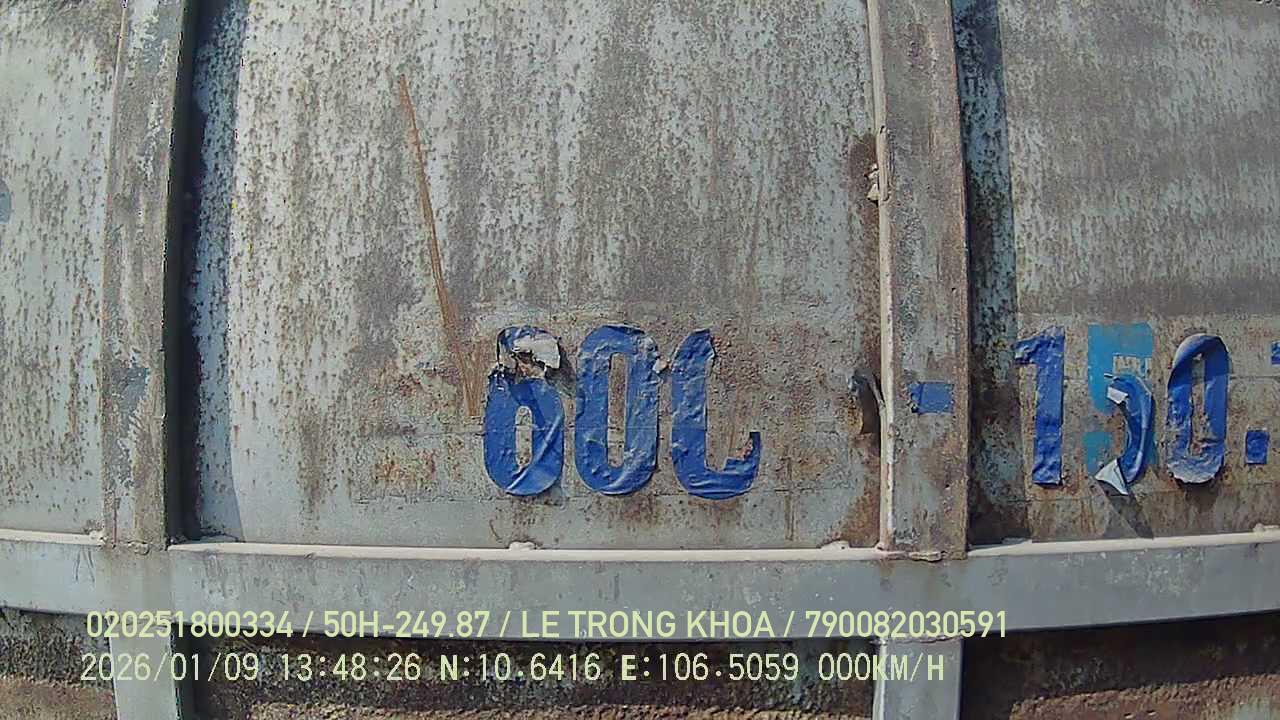 60C - 150.
020251800334 / 50H-249.87 / LE TRONG KHOA / 790082030591
2026/01/09 13:48:26 N:10.6416 E:106.5059 000KM/H